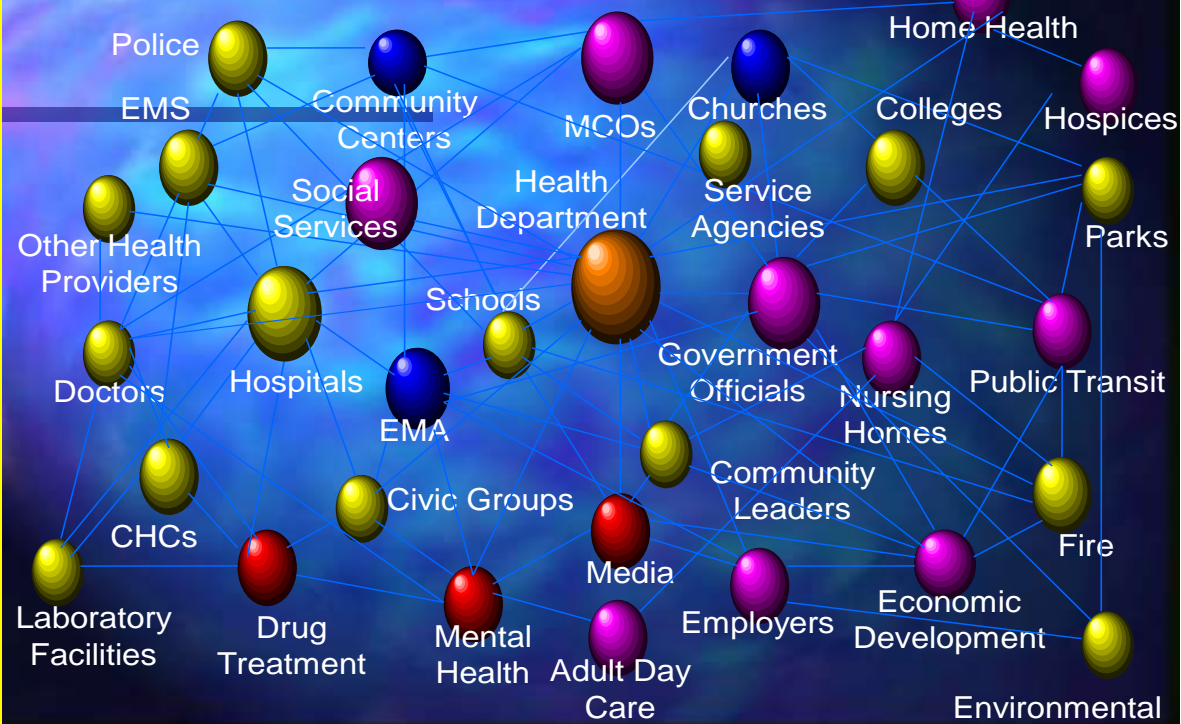 Home Health
Police
EMS
Community
Centers
MCOs
Churches
Colleges
Hospices
Social
Services
Health
Department
Service
Agencies
Other Health
Providers
Parks
Schools
Doctors
Hospitals
EMA
Government
Officials
Nursing
Homes
Public Transit
CHCs
Civic Groups
Community
Leaders
Fire
Media
Laboratory
Facilities
Drug
Treatment
Mental
Health
Adult Day
Care
Employers
Economic
Development
Environmental